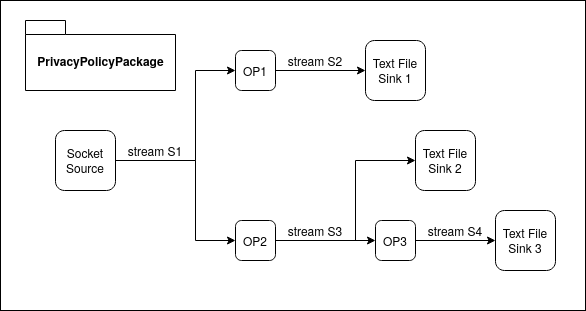 PrivacyPolicyPackage
OP1
stream S2
Text File
Sink 1
Socket
Source
stream S1
Text File
Sink 2
OP2
stream S3
OP3
stream S4
Text File
Sink 3